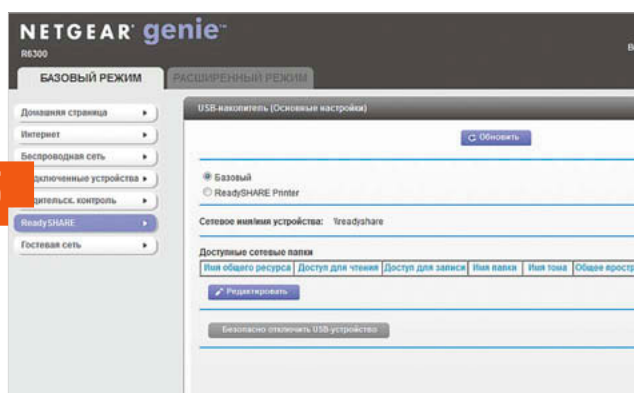 NETGEAR genie
R6300
БАЗОВЫЙ РЕЖИМ
РАСШИРЕННЫЙ РЕЖИМ
Домашняя страница
Интернет
Беспроводная сеть
дключенные устройства
дительск. контроль
ReadySHARE
Гостевая сеть
USB-накопитель (Основные настройки)
Обновить
Базовый
ReadySHARE Printer
Сетевое имя/имя устройства: \\readyshare
Доступные сетевые папки
Имя общего ресурса Доступ для чтения Доступ для записи Имя папки Имя тома Общее
Редактировать
Безопасно отключить USB-устройство